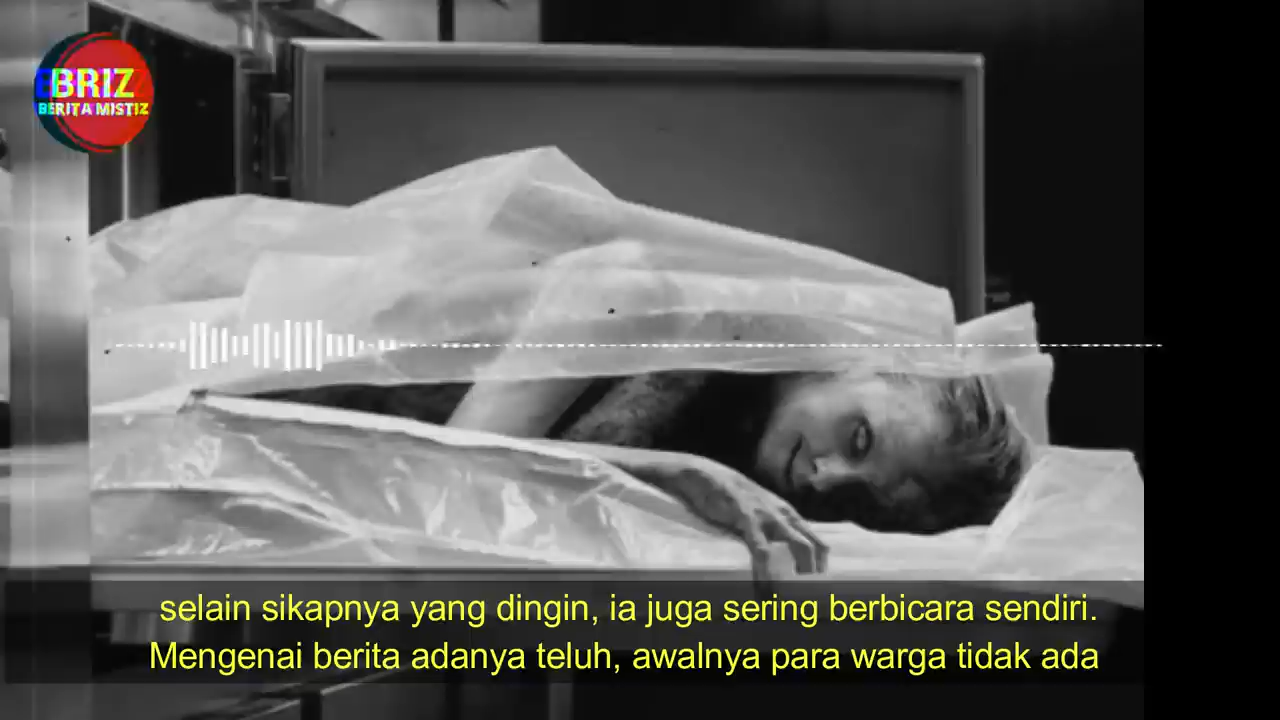 BRIZ
BERITA MISTIZ
selain sikapnya yang dingin, ia juga sering berbicara sendiri.
Mengenai berita adanya teluh, awalnya para warga tidak ada